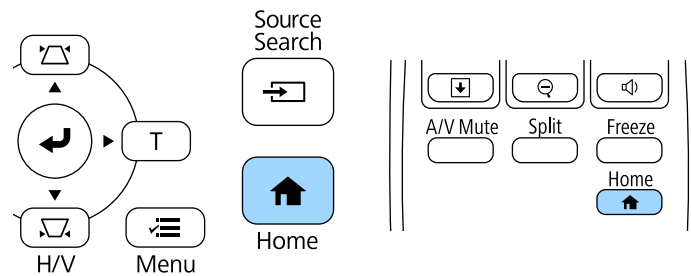 Source
Search
T
H/V
Menu
Home
A/V Mute
Split
Freeze
Home